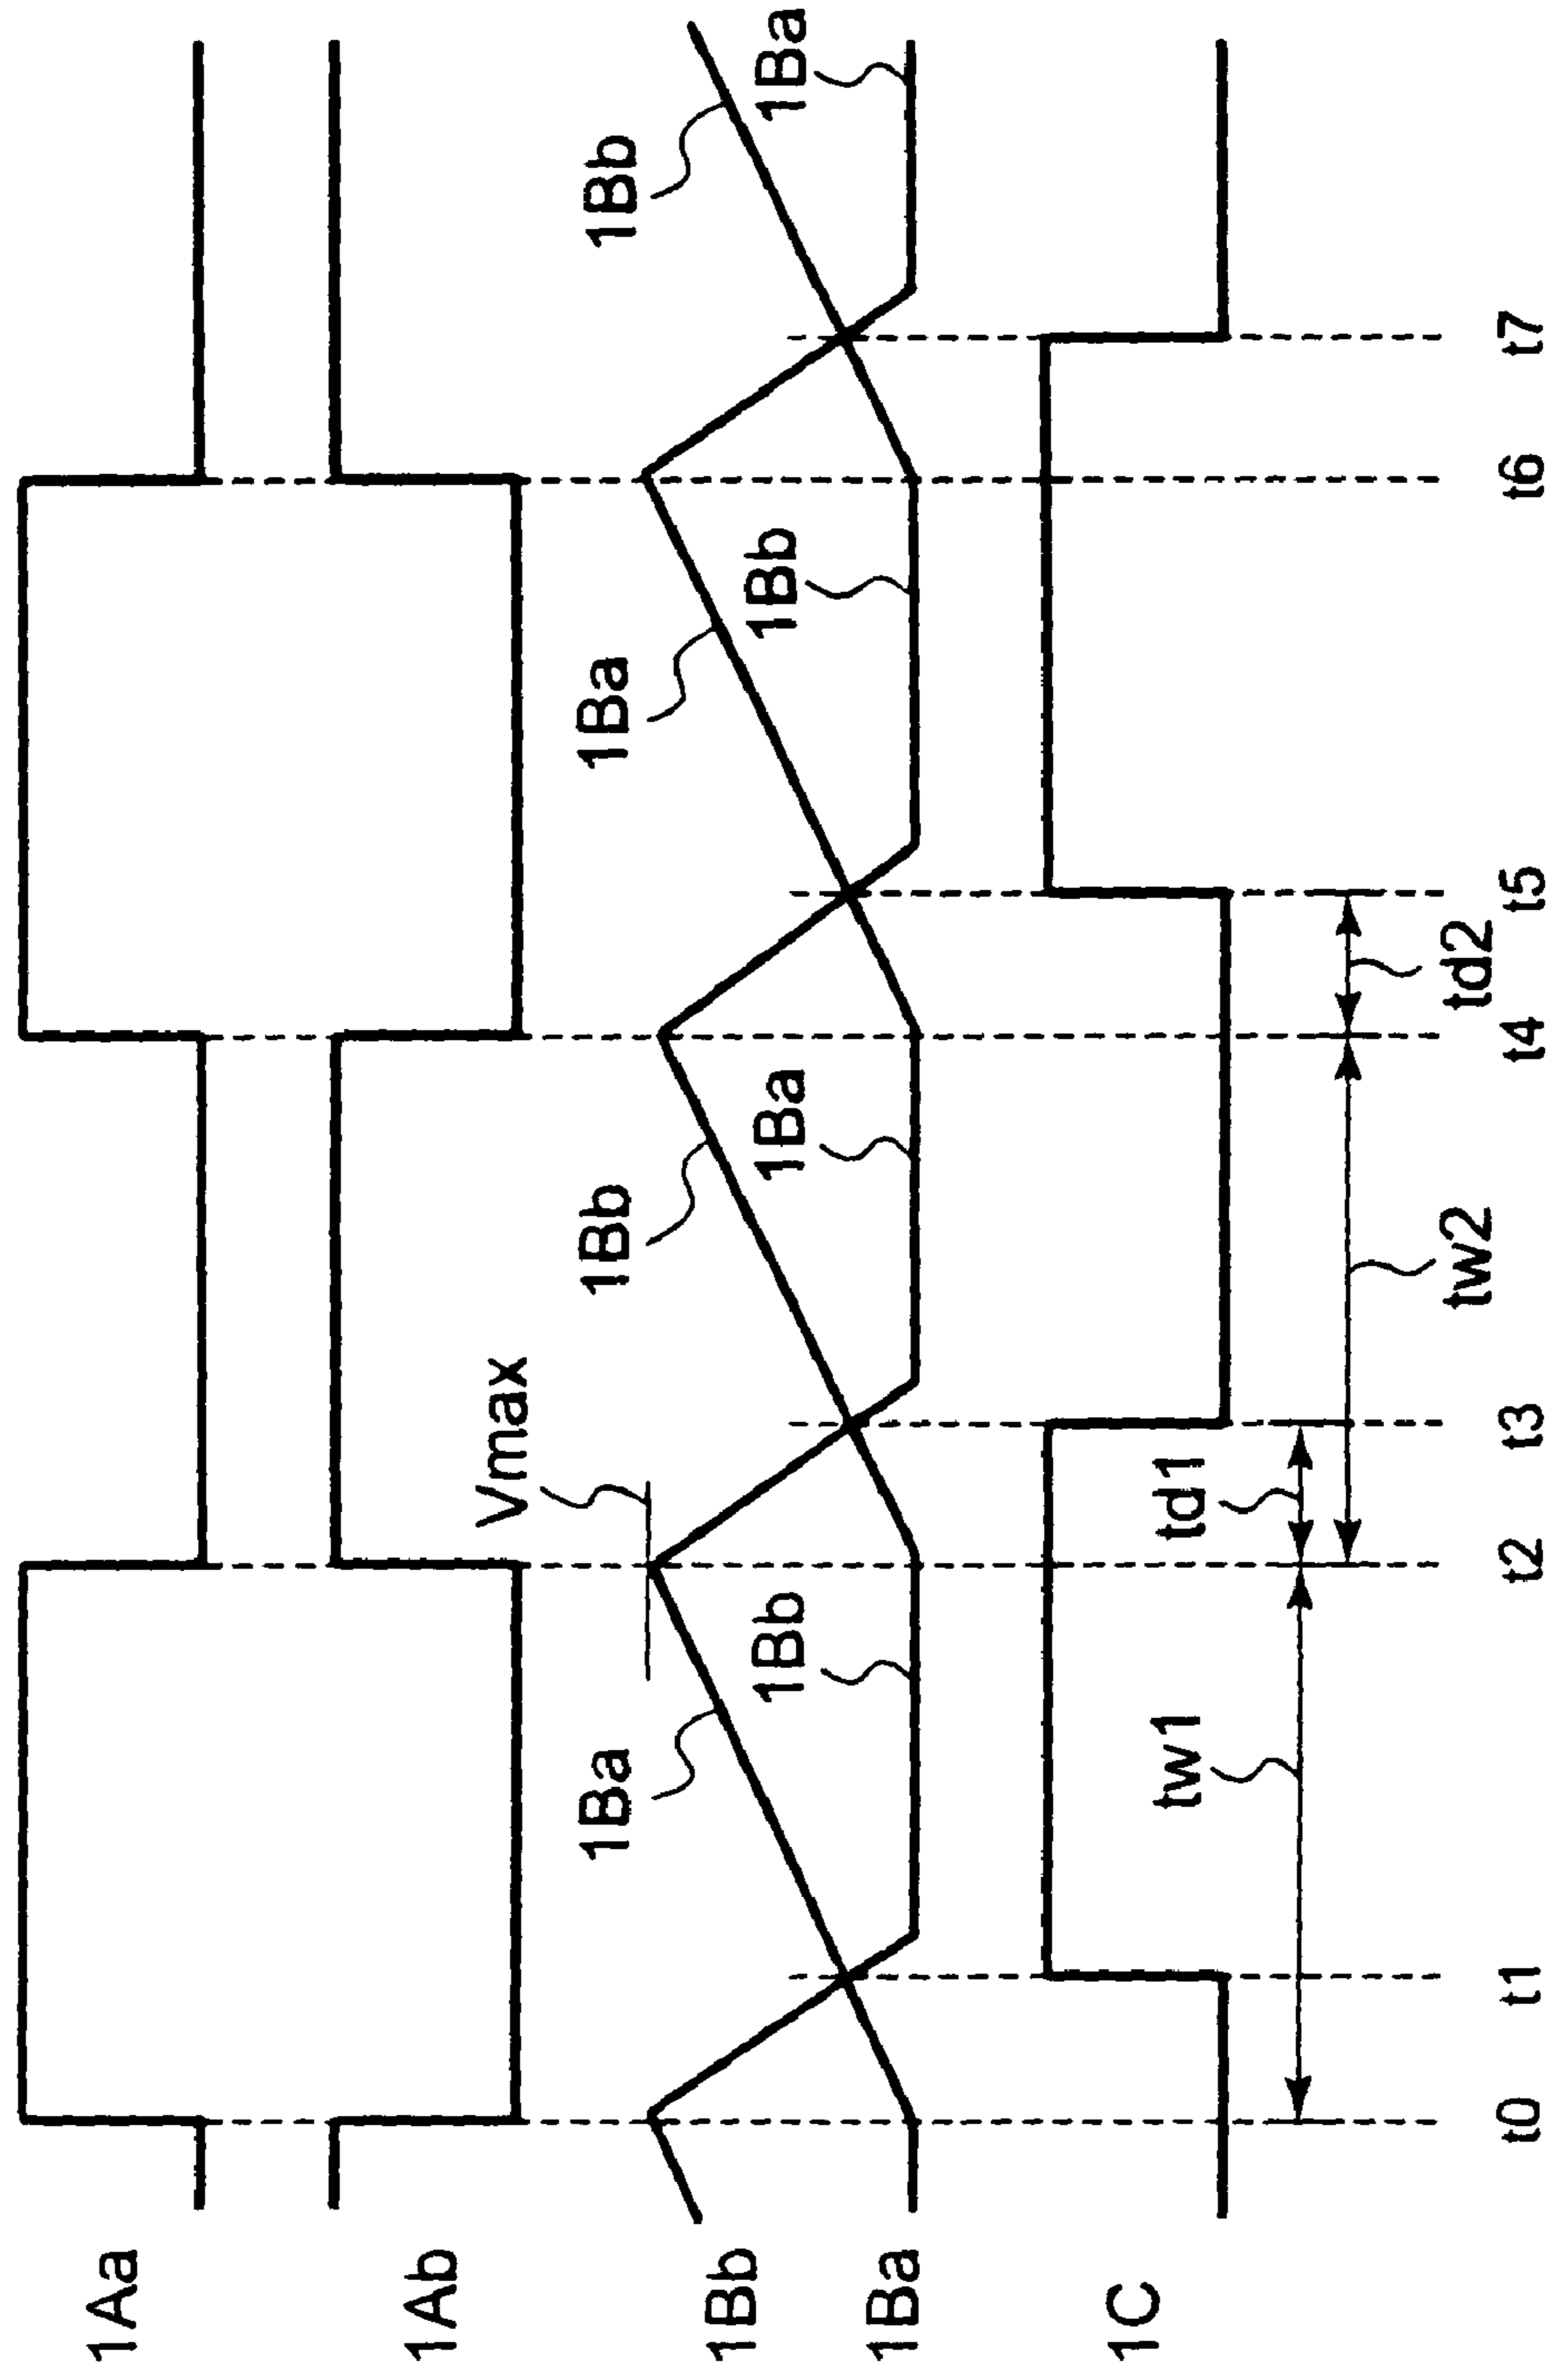 1Aa
1Ab
Vmax
1Bb
1Ba
1Ba
1Bb
1Bb
1Ba
1Ba
1Bb
1Bb
1Ba
1C
tw1
td1
tw2
td2
t0
t1
t2
t3
t4
t5
t6
t7